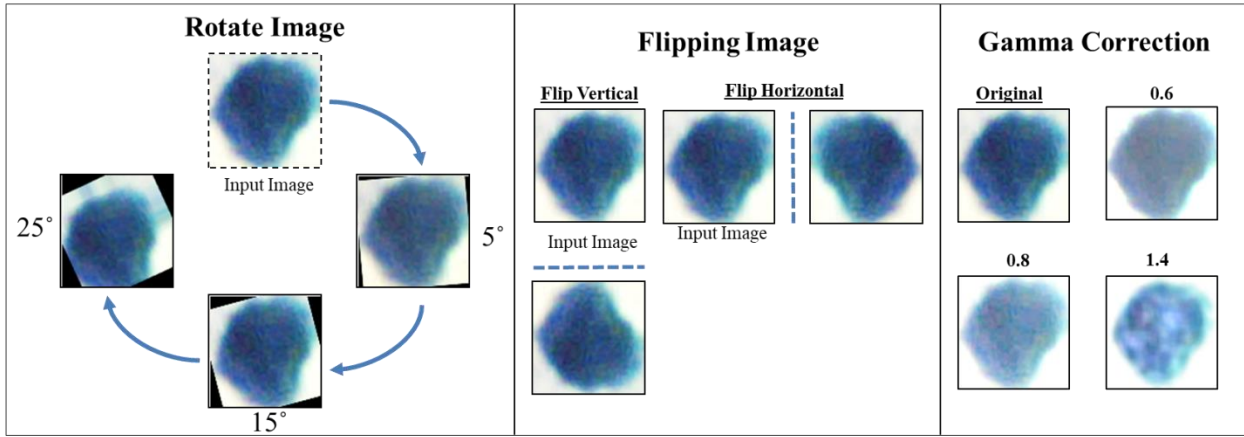 Rotate Image
Input Image
25°
5°
15°
Flipping Image
Flip Vertical
Flip Horizontal
Input Image
Input Image
Gamma Correction
Original
0.6
0.8
1.4